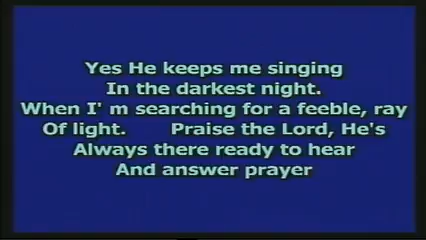 Yes He keeps me singing
In the darkest night.
When I' m searching for a feeble, ray
Of light.      Praise the Lord, He's
Always there ready to hear
And answer prayer